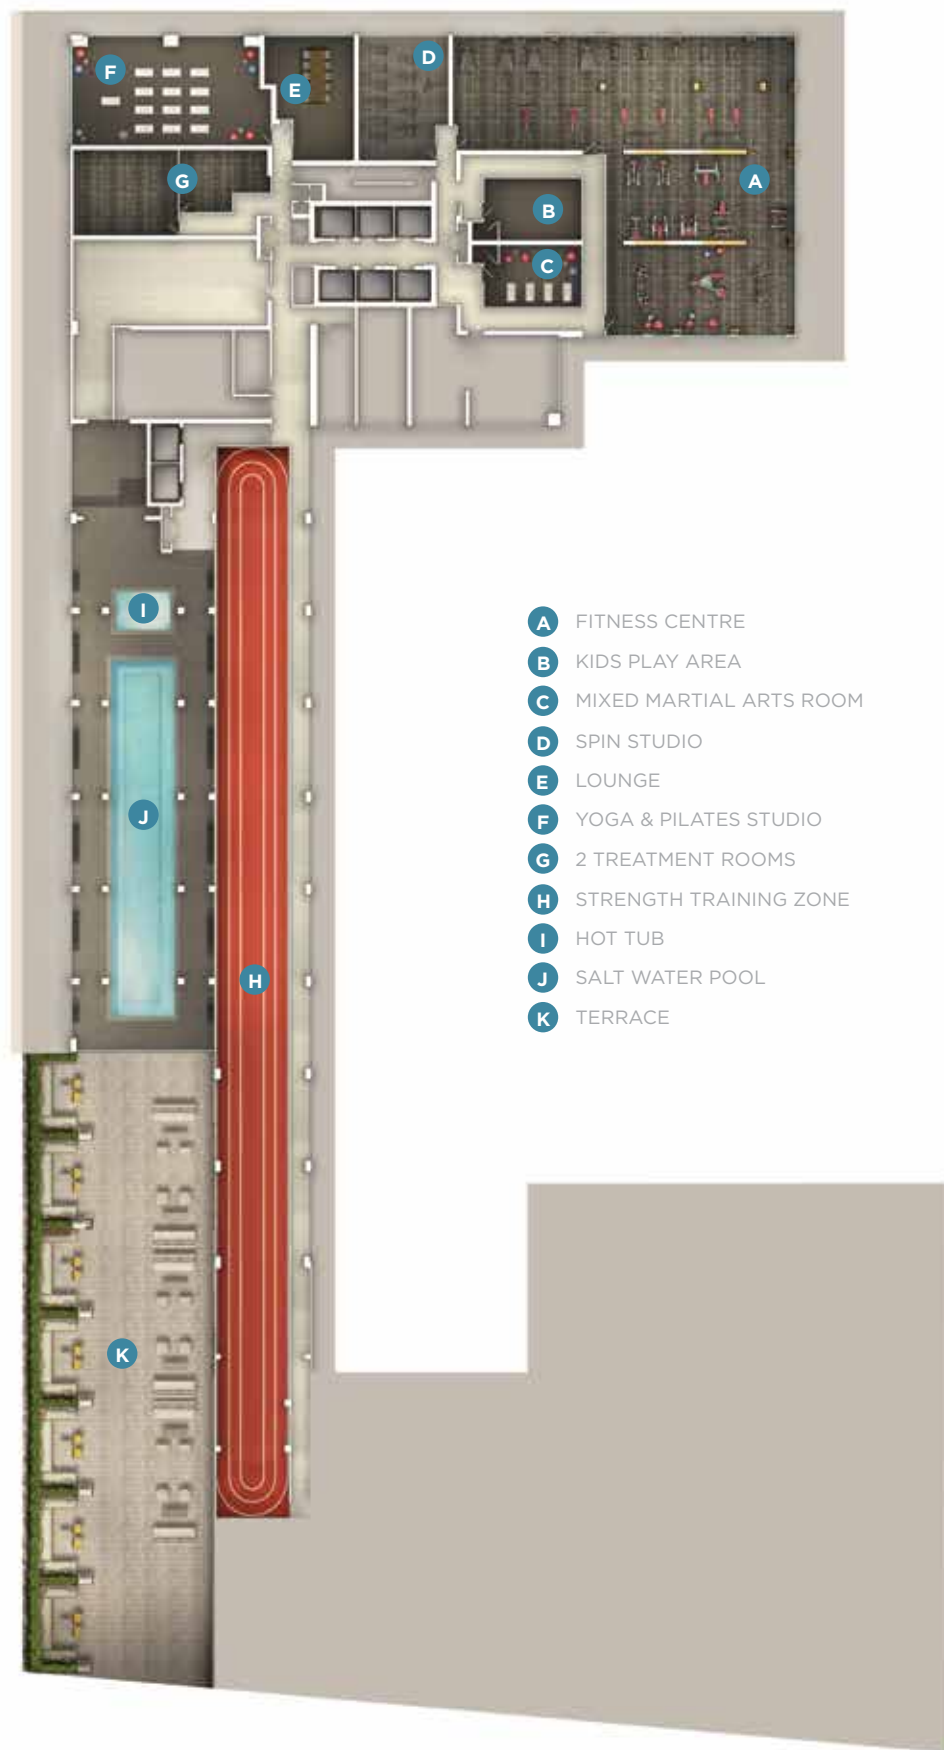 F
E
D
G
A
B
C
I
A FITNESS CENTRE
B KIDS PLAY AREA
C MIXED MARTIAL ARTS ROOM
D SPIN STUDIO
E LOUNGE
F YOGA & PILATES STUDIO
G 2 TREATMENT ROOMS
H STRENGTH TRAINING ZONE
I HOT TUB
J SALT WATER POOL
K TERRACE
J
H
K